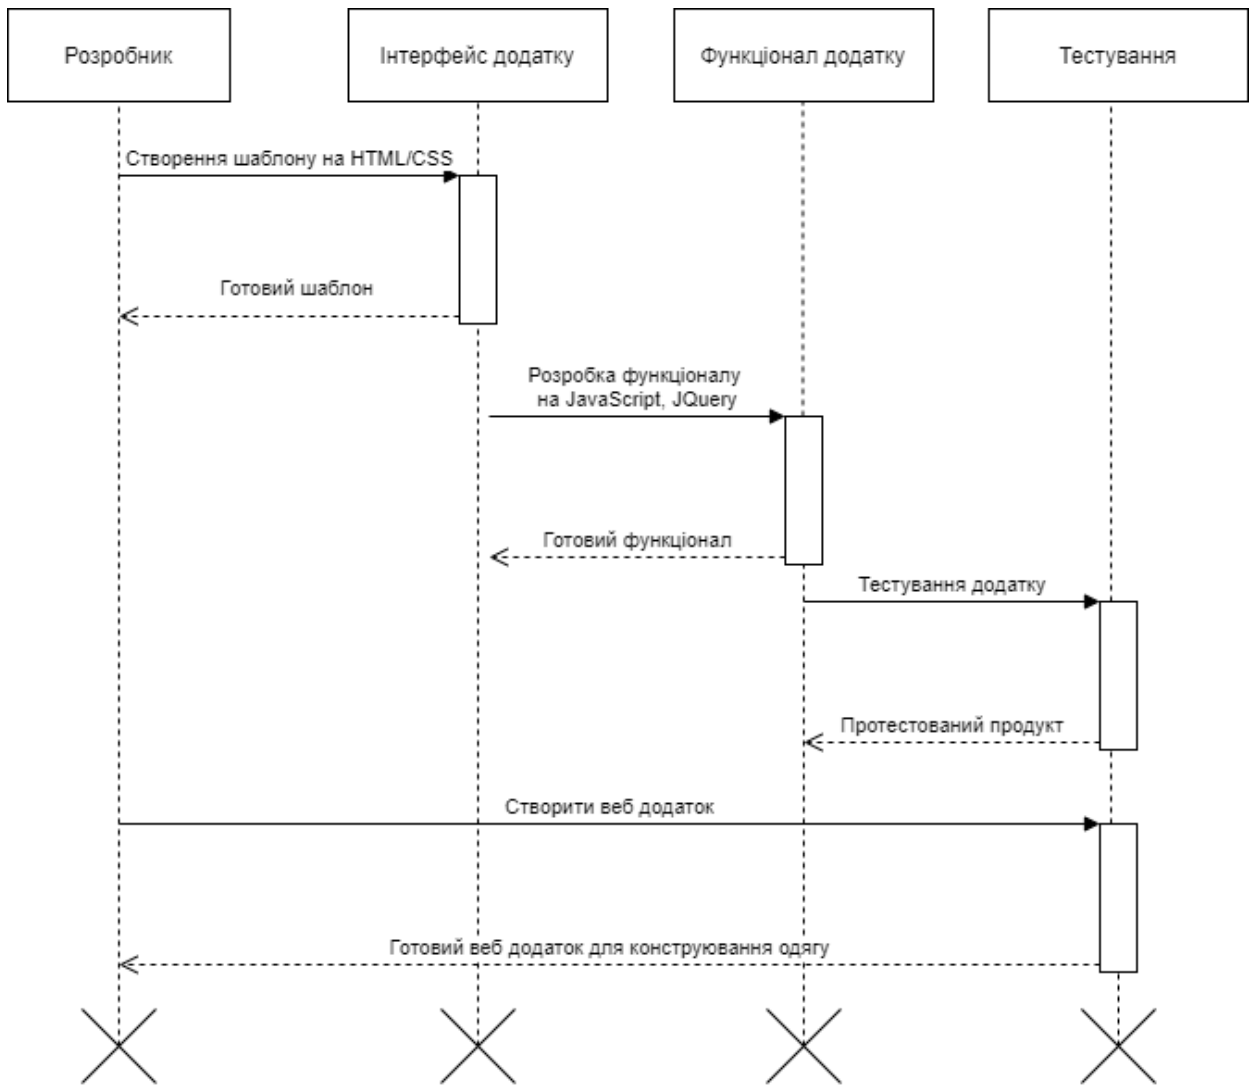 Розробник
Інтерфейс додатку
Функціонал додатку
Тестування
Створення шаблону на HTML/CSS
Готовий шаблон
Розробка функціоналу
на JavaScript, JQuery
Готовий функціонал
Тестування додатку
Протестований продукт
Створити веб додаток
Готовий веб додаток для конструювання одягу